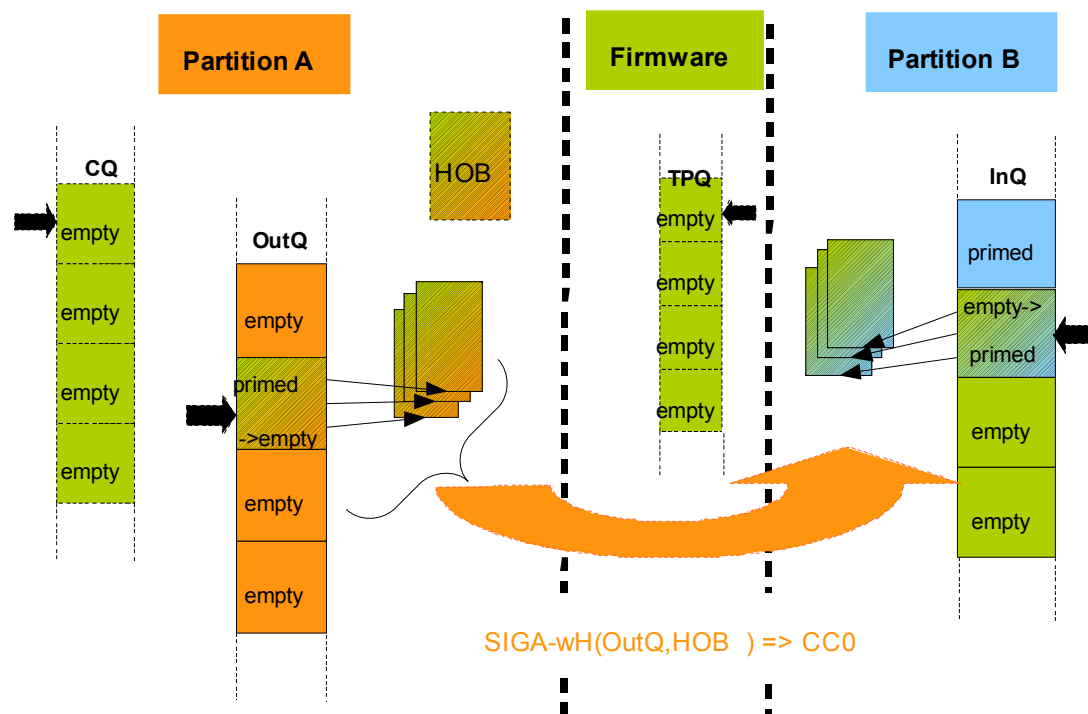 Partition A
Firmware
Partition B
HOB
CQ
empty
empty
empty
empty
OutQ
empty
primed
->empty
empty
empty
TPQ
empty
empty
empty
empty
InQ
primed
empty->
primed
empty
empty
SIGA-wH(OutQ,HOB ) => CC0